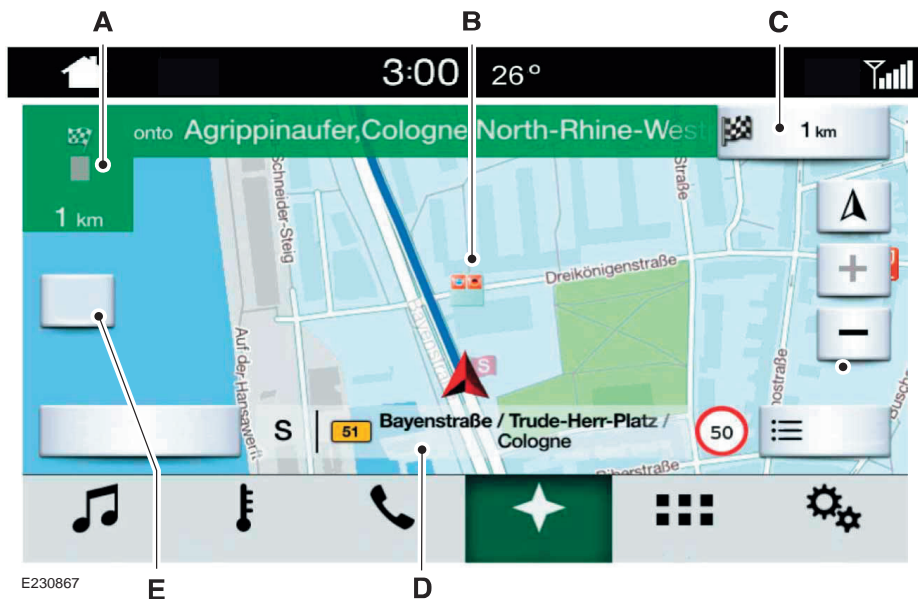 A
B
C
3:00 26°
onto Agrippinaufer,Cologne North-Rhine-West
1 km
1 km
Schneider-Steig
Straße
Dreikönigenstraße
Auf der Hansawerft
S
S
51
Bayenstraße / Trude-Herr-Platz /
Cologne
50
E230867
E
D